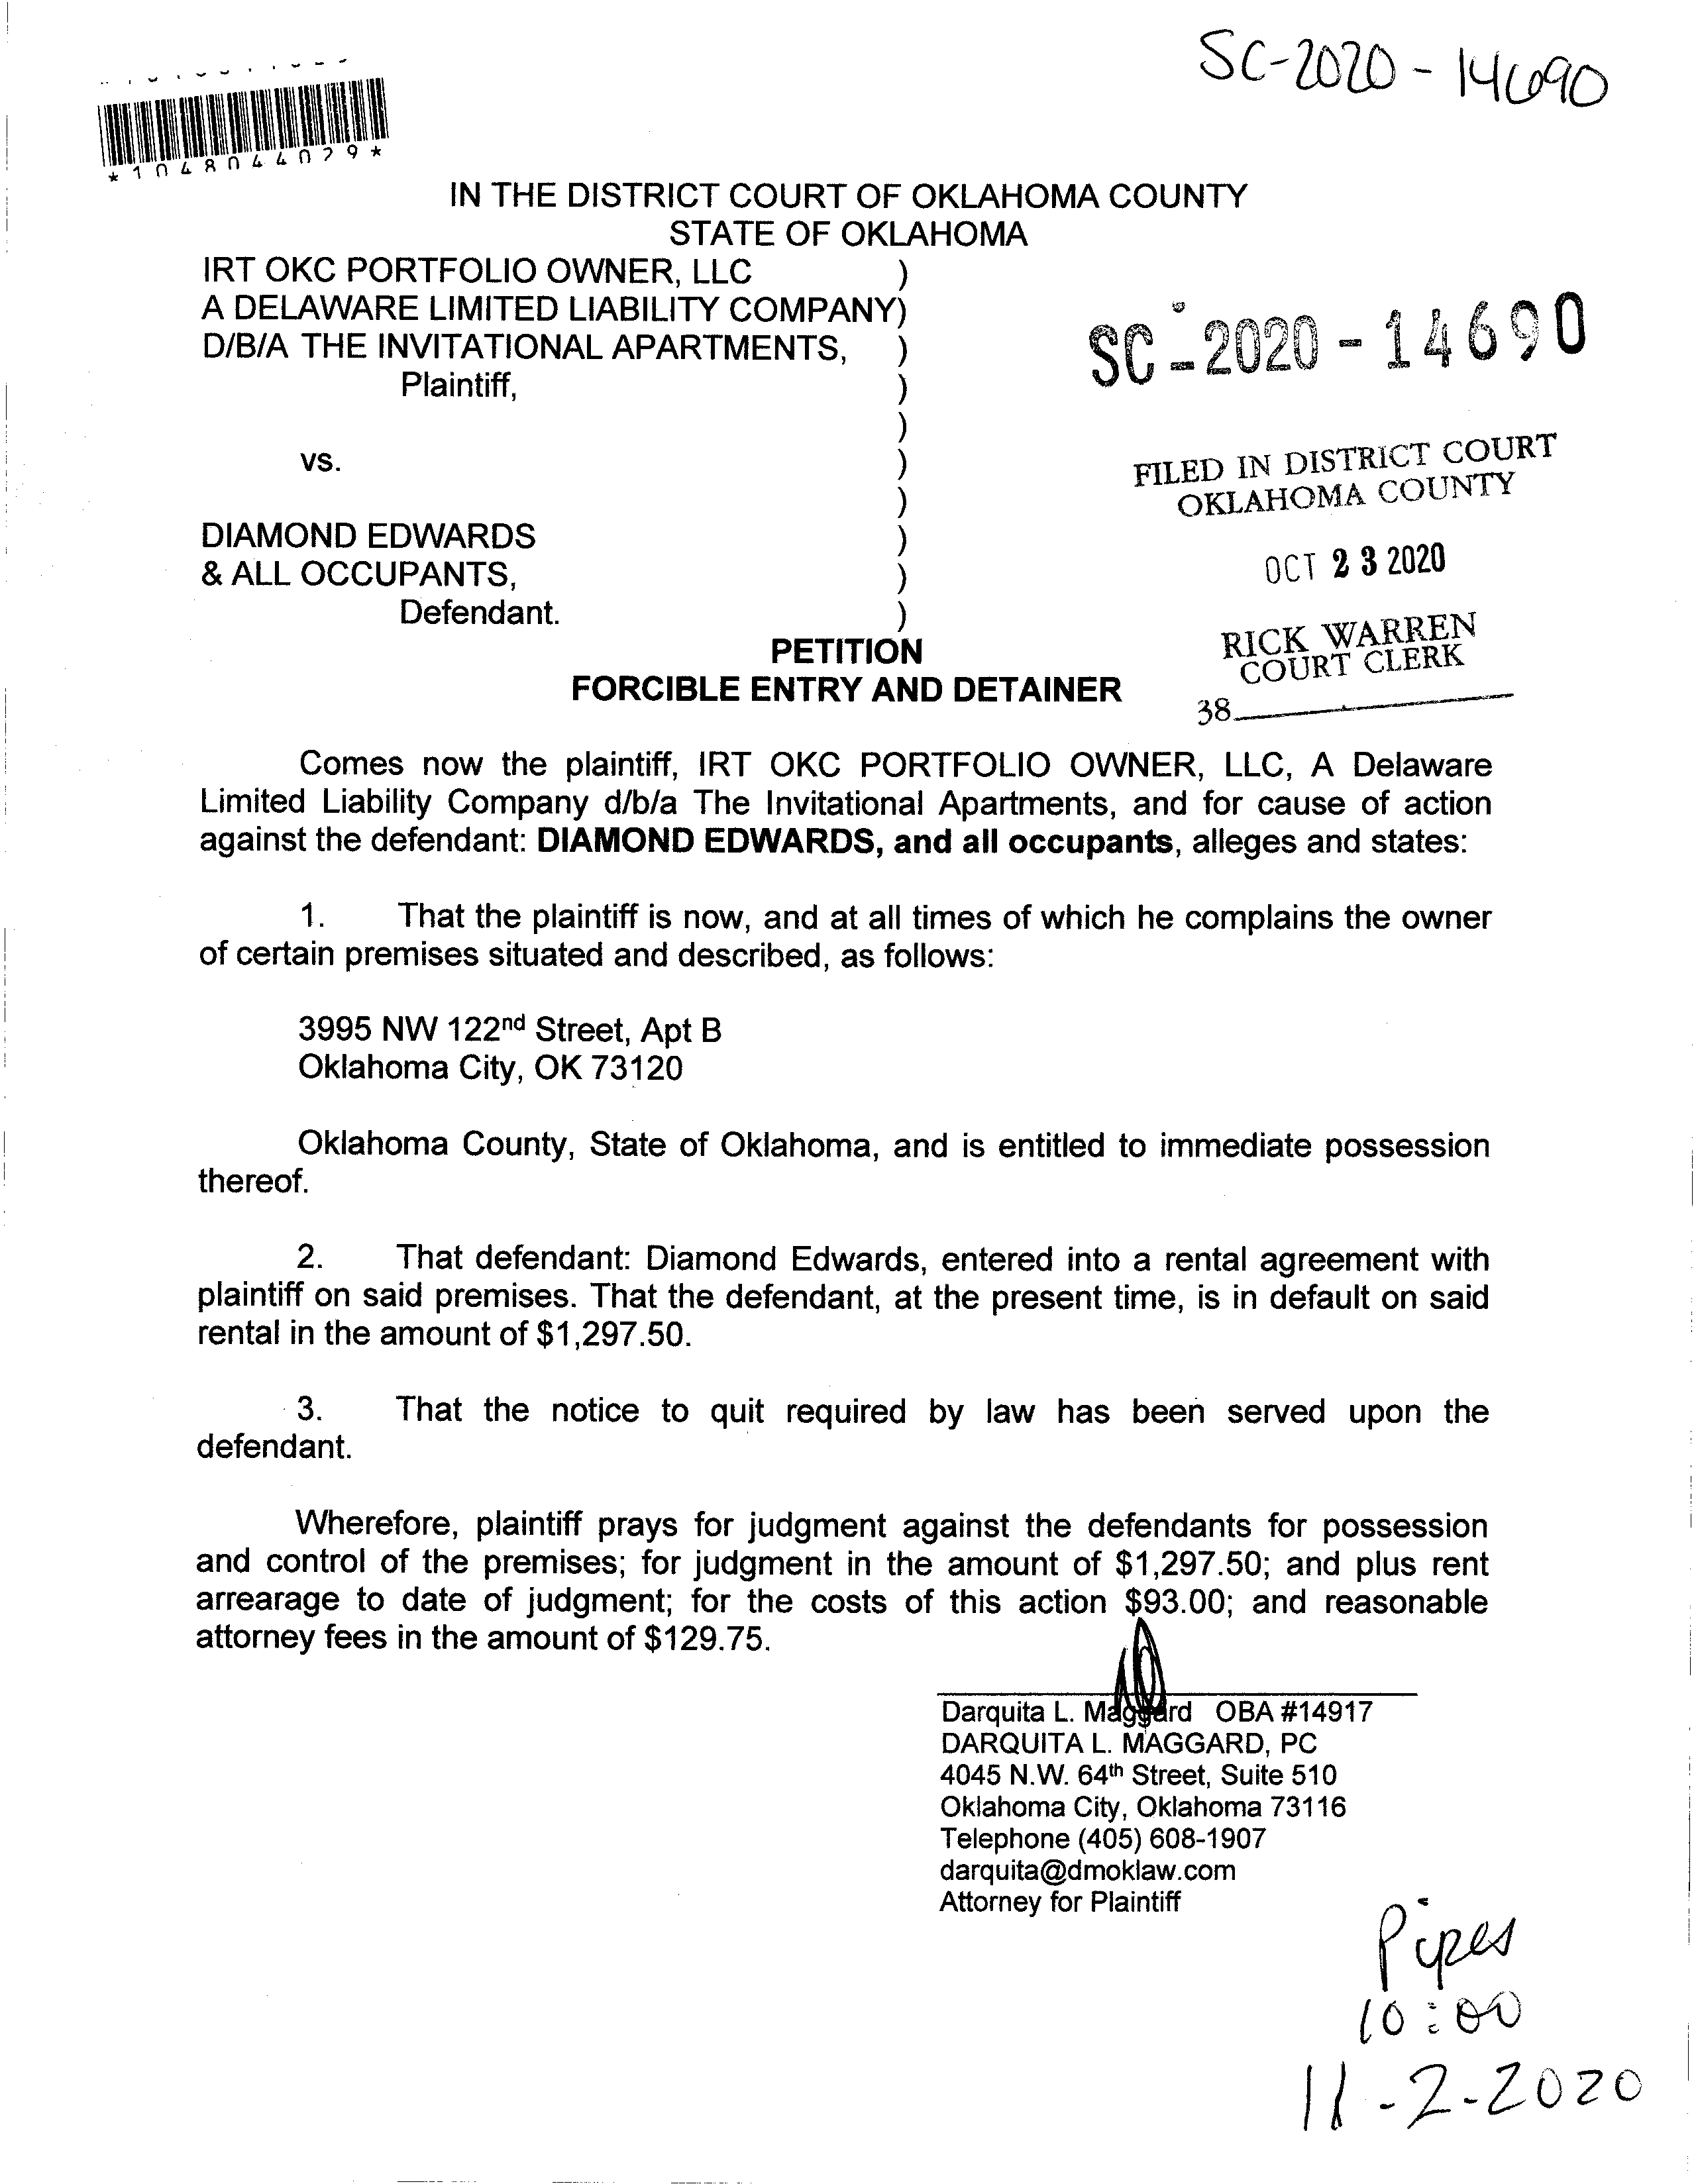 SC-2020-14690
*1048044029*
IN THE DISTRICT COURT OF OKLAHOMA COUNTY
STATE OF OKLAHOMA
IRT OKC PORTFOLIO OWNER, LLC )
A DELAWARE LIMITED LIABILITY COMPANY)
D/B/A THE INVITATIONAL APARTMENTS, )
Plaintiff, )
)
vs. )
)
DIAMOND EDWARDS )
& ALL OCCUPANTS, )
Defendant. )
SC-2020-14690
FILED IN DISTRICT COURT
OKLAHOMA COUNTY
OCT 23 2020
RICK WARREN
COURT CLERK
38
PETITION
FORCIBLE ENTRY AND DETAINER
Comes now the plaintiff, IRT OKC PORTFOLIO OWNER, LLC, A Delaware
Limited Liability Company d/b/a The Invitational Apartments, and for cause of action
against the defendant: DIAMOND EDWARDS, and all occupants, alleges and states:
1. That the plaintiff is now, and at all times of which he complains the owner
of certain premises situated and described, as follows:
3995 NW 122nd Street, Apt B
Oklahoma City, OK 73120
Oklahoma County, State of Oklahoma, and is entitled to immediate possession
thereof.
2. That defendant: Diamond Edwards, entered into a rental agreement with
plaintiff on said premises. That the defendant, at the present time, is in default on said
rental in the amount of $1,297.50.
3. That the notice to quit required by law has been served upon the
defendant.
Wherefore, plaintiff prays for judgment against the defendants for possession
and control of the premises; for judgment in the amount of $1,297.50; and plus rent
arrearage to date of judgment; for the costs of this action $93.00; and reasonable
attorney fees in the amount of $129.75.
Darquita L. Maggard OBA #14917
DARQUITA L. MAGGARD, PC
4045 N.W. 64th Street, Suite 510
Oklahoma City, Oklahoma 73116
Telephone (405) 608-1907
darquita@dmoklaw.com
Attorney for Plaintiff
Pipes
10:00
11-2-2020